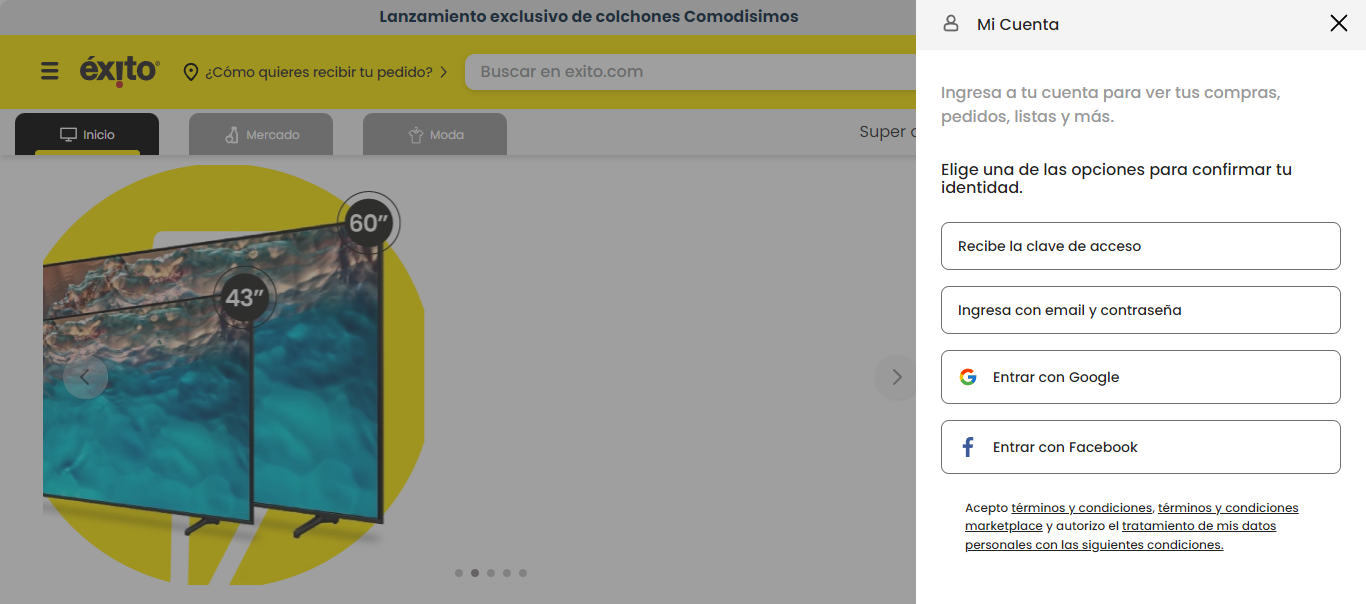 Lanzamiento exclusivo de colchones Comodisimos
éxito
¿Cómo quieres recibir tu pedido?
Buscar en exito.com
Inicio
Mercado
Moda
Super
60”
43”
Mi Cuenta
Ingresa a tu cuenta para ver tus compras,
pedidos, listas y más.
Elige una de las opciones para confirmar tu
identidad.
Recibe la clave de acceso
Ingresa con email y contraseña
Entrar con Google
Entrar con Facebook
Acepto términos y condiciones, términos y condiciones
marketplace y autorizo el tratamiento de mis datos
personales con las siguientes condiciones.